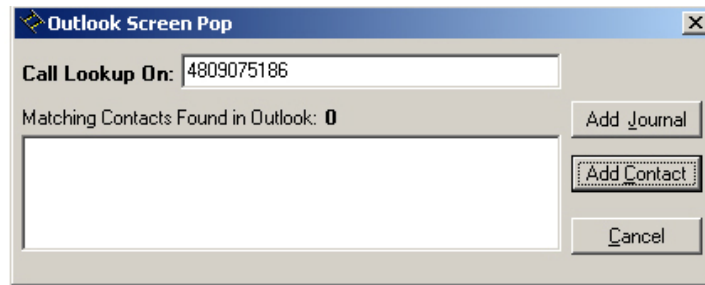 Outlook Screen Pop
Call Lookup On: 4809075186
Matching Contacts Found in Outlook: 0
Add Journal
Add Contact
Cancel